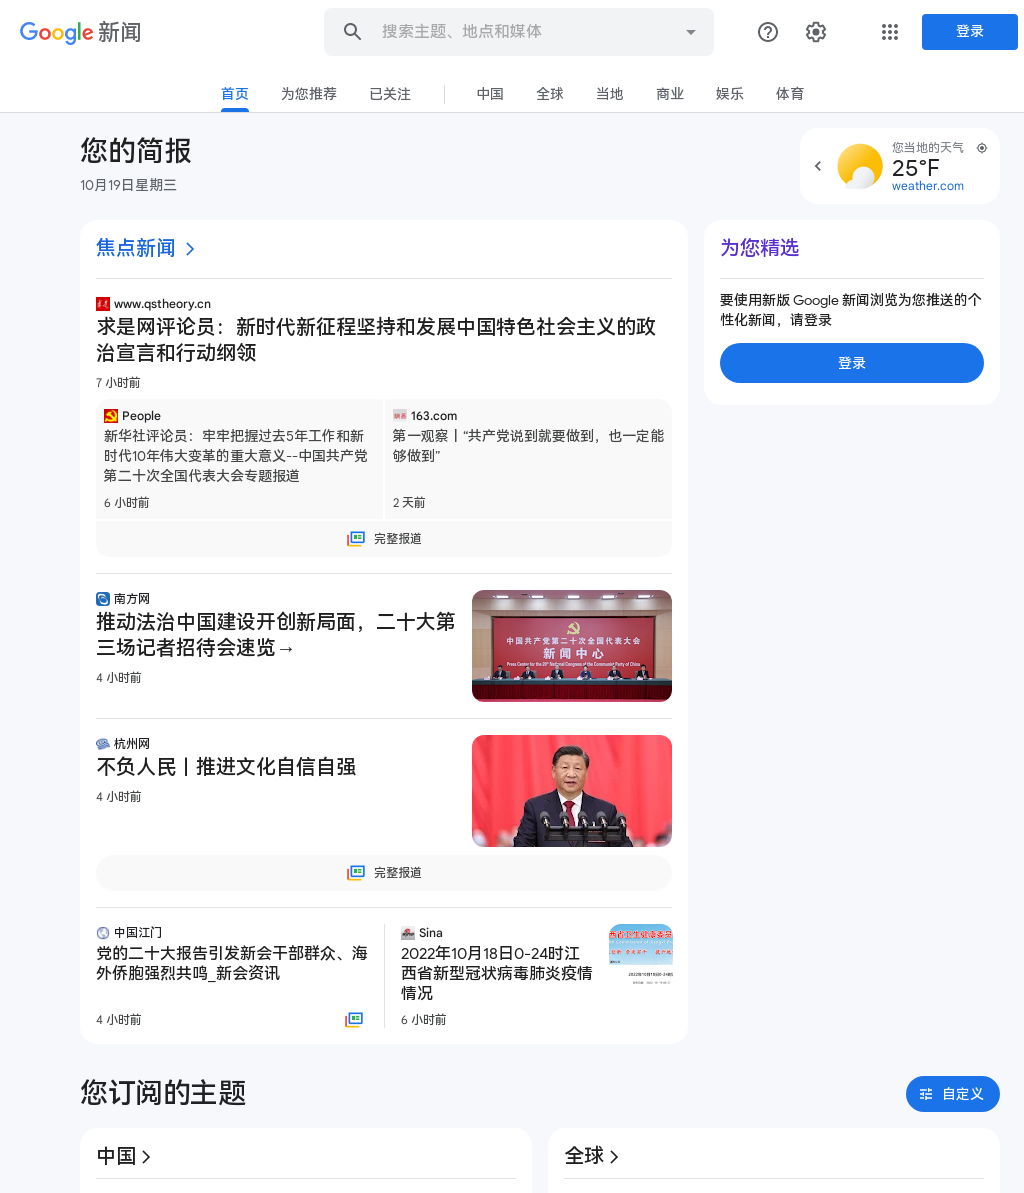 Google 新闻
搜索主题、地点和媒体
登录
首页
为您推荐
已关注
中国
全球
当地
商业
娱乐
体育
您的简报
10月19日星期三
您当地的天气
25°F
weather.com
焦点新闻
www.qstheory.cn
求是网评论员：新时代新征程坚持和发展中国特色社会主义的政
治宣言和行动纲领
7 小时前
People
新华社评论员：牢牢把握过去5年工作和新
时代10年伟大变革的重大意义--中国共产党
第二十次全国代表大会专题报道
6 小时前
163.com
第一观察丨“共产党说到就要做到，也一定能
够做到”
2 天前
完整报道
南方网
推动法治中国建设开创新局面，二十大第
三场记者招待会速览→
4 小时前
中国共产党第二十次全国代表大会
新闻中心
Press Center for the 20th National Congress of the Communist Party of China
杭州网
不负人民丨推进文化自信自强
4 小时前
完整报道
中国江门
党的二十大报告引发新会干部群众、海
外侨胞强烈共鸣_新会资讯
4 小时前
Sina
2022年10月18日0-24时江
西省新型冠状病毒肺炎疫情
情况
6 小时前
为您精选
要使用新版 Google 新闻浏览为您推送的个
性化新闻，请登录
登录
您订阅的主题
自定义
中国
全球